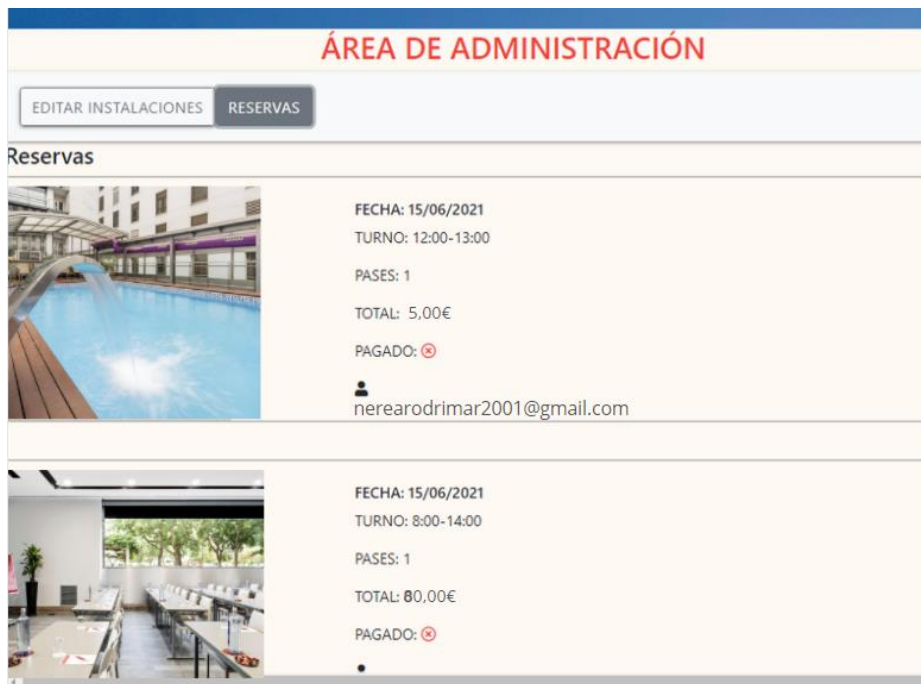 ÁREA DE ADMINISTRACIÓN
EDITAR INSTALACIONES RESERVAS
Reservas
FECHA: 15/06/2021
TURNO: 12:00-13:00
PASES: 1
TOTAL: 5,00€
PAGADO:
nerearodrimar2001@gmail.com
FECHA: 15/06/2021
TURNO: 8:00-14:00
PASES: 1
TOTAL: 80,00€
PAGADO: